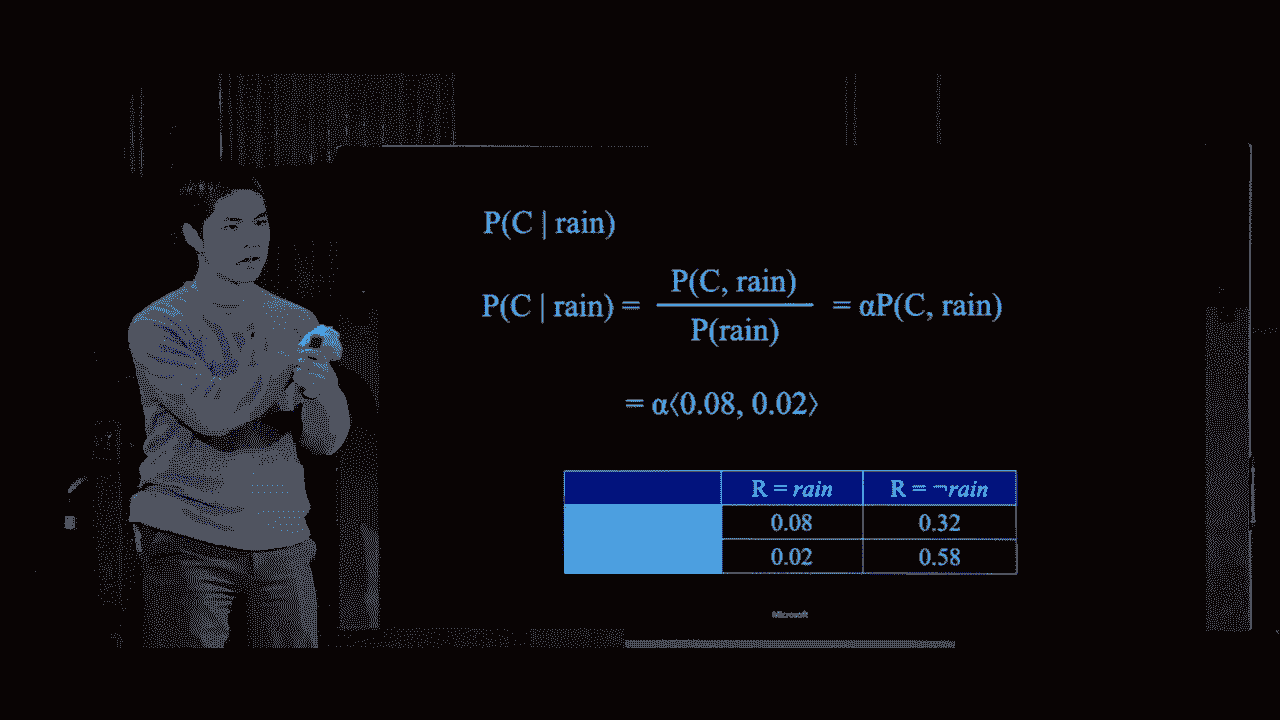 P(C | rain)
P(C | rain) = P(C, rain) / P(rain) = αP(C, rain)
= α⟨0.08, 0.02⟩
R = rain R = ¬rain
0.08 0.32
0.02 0.58
Microsoft